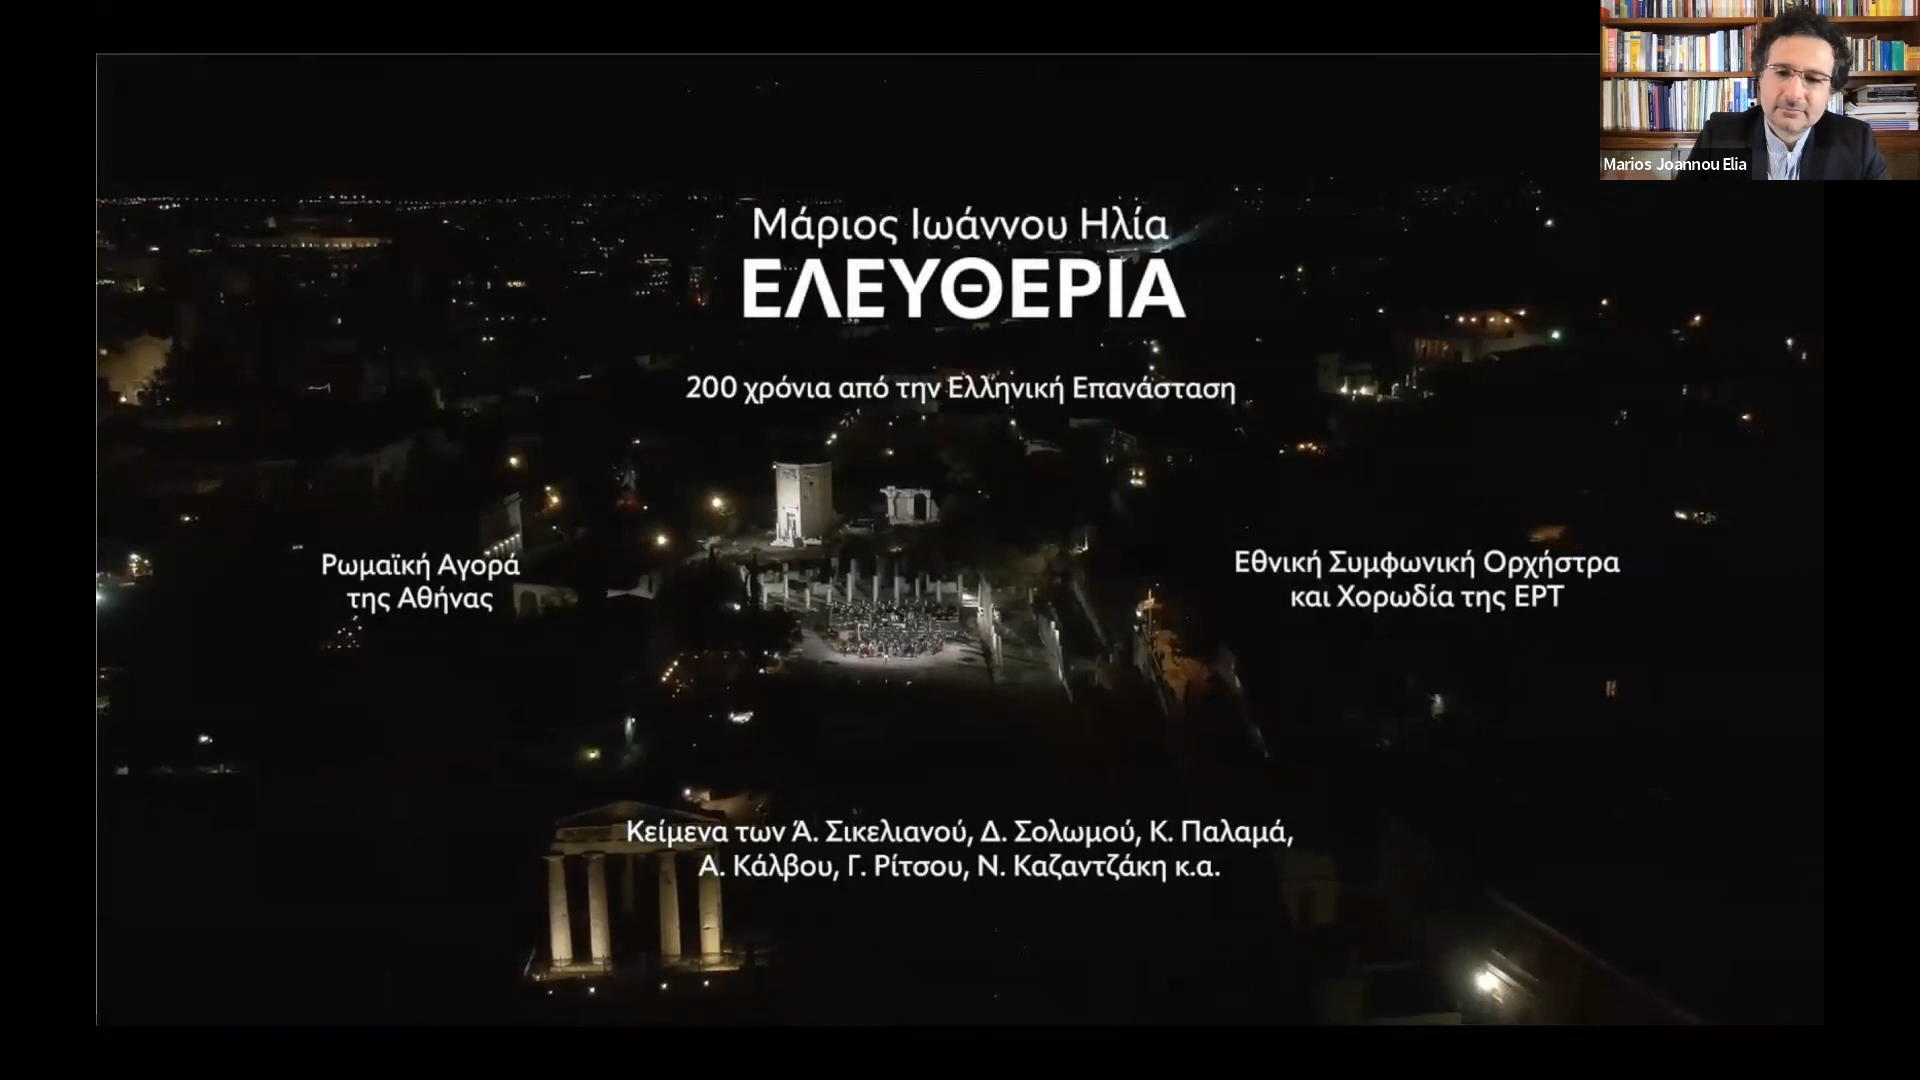 Marios Joannou Elia
Μάριος Ιωάννου Ηλία
ΕΛΕΥΘΕΡΙΑ
200 χρόνια από την Ελληνική Επανάσταση
Ρωμαϊκή Αγορά
της Αθήνας
Εθνική Συμφωνική Ορχήστρα
και Χορωδία της ΕΡΤ
Κείμενα των Ά. Σικελιανού, Δ. Σολωμού, Κ. Παλαμά,
Α. Κάλβου, Γ. Ρίτσου, Ν. Καζαντζάκη κ.α.